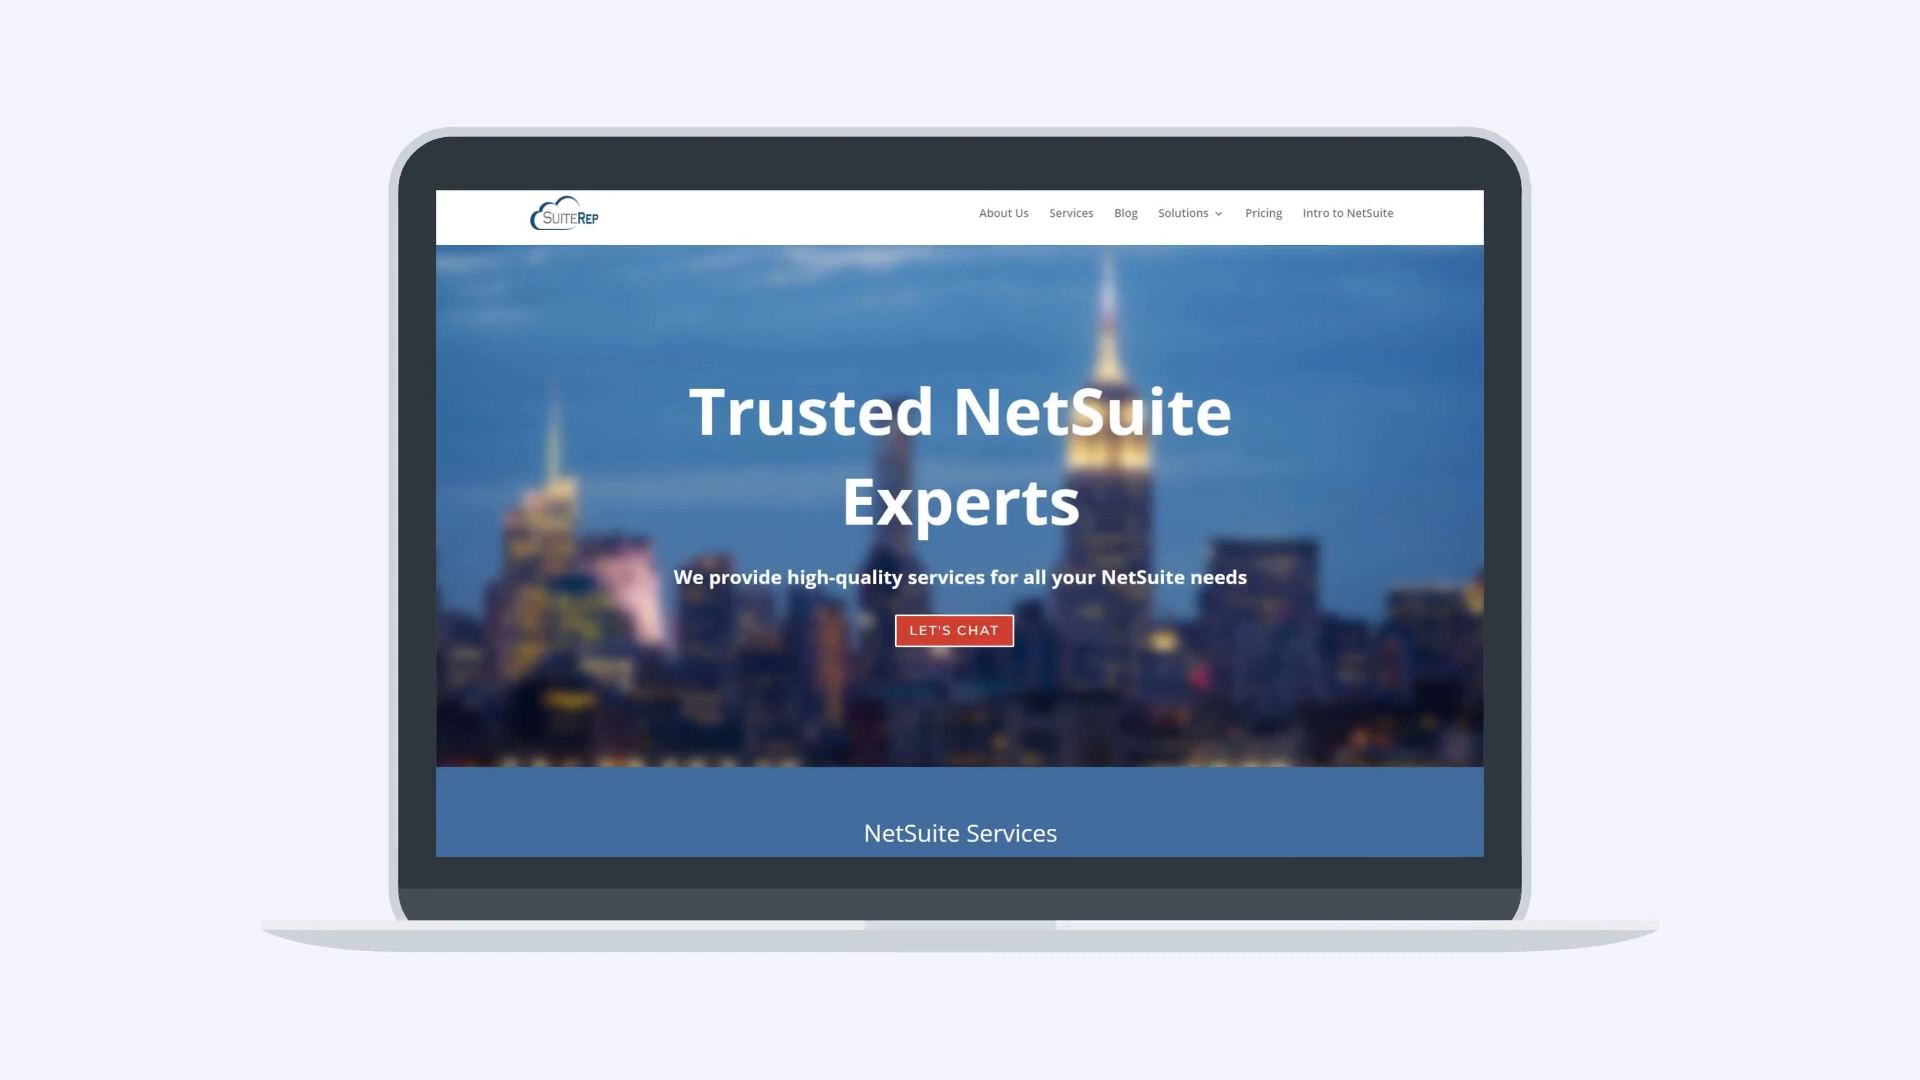 SUITEREP
About Us Services Blog Solutions Pricing Intro to NetSuite
Trusted NetSuite
Experts
We provide high-quality services for all your NetSuite needs
LET'S CHAT
NetSuite Services